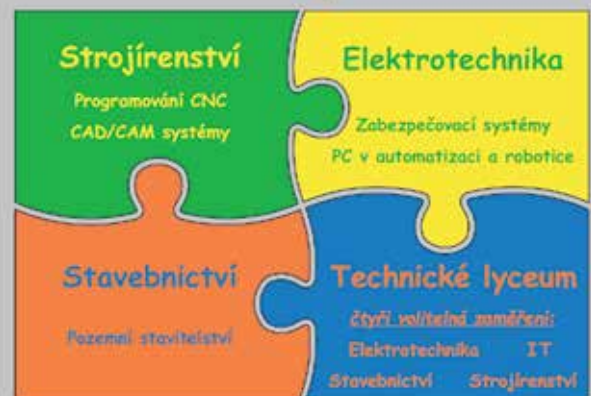 Strojírenství
Programování CNC
CAD/CAM systémy
Elektrotechnika
Zabezpečovací systémy
PC v automatizaci a robotice
Stavebnictví
Pozemní stavitelství
Technické lyceum
čtyři volitelná zaměření:
Elektrotechnika IT
Stavebnictví Strojírenství